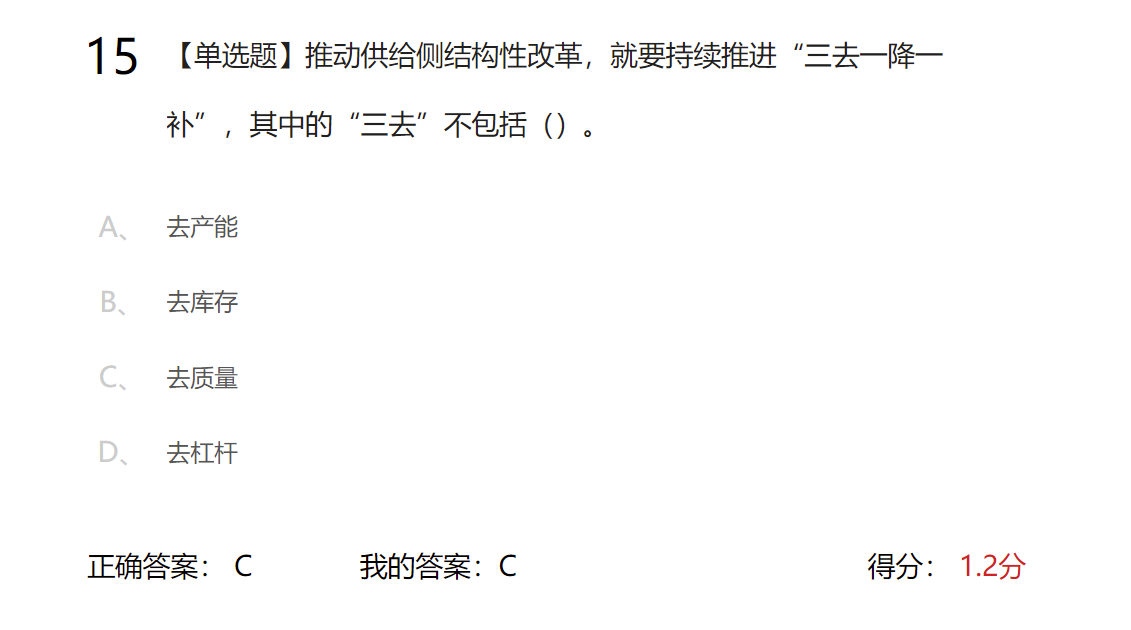 15 【单选题】推动供给侧结构性改革，就要持续推进“三去一降一
补”，其中的“三去”不包括（）。
A、 去产能
B、 去库存
C、 去质量
D、 去杠杆
正确答案： C 我的答案：C 得分： 1.2分